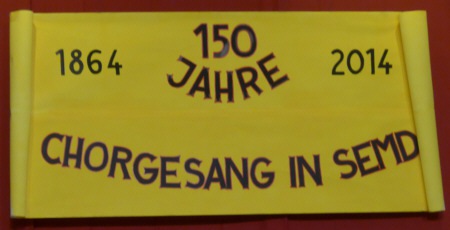 150
1864 JAHRE 2014
CHORGESANG IN SEMD